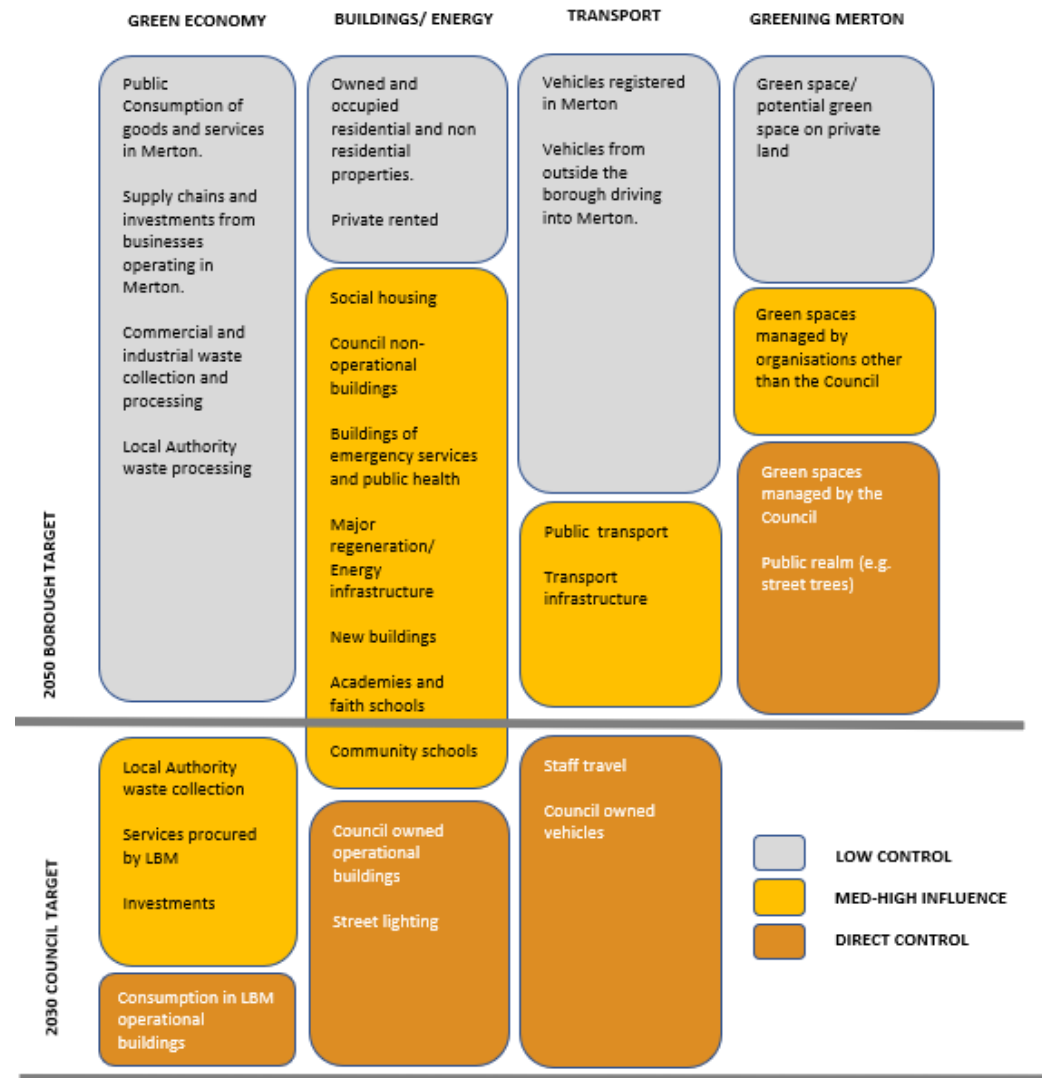 GREEN ECONOMY
BUILDINGS/ ENERGY
TRANSPORT
GREENING MERTON
2050 BOROUGH TARGET
Public
Consumption of
goods and services
in Merton.
Supply chains and
investments from
businesses
operating in
Merton.
Commercial and
industrial waste
collection and
processing
Local Authority
waste processing
Owned and
occupied
residential and non
residential
properties.
Private rented
Social housing
Council non-
operational
buildings
Buildings of
emergency services
and public health
Major
regeneration/
Energy
infrastructure
New buildings
Academies and
faith schools
Community schools
Vehicles registered
in Merton
Vehicles from
outside the
borough driving
into Merton.
Public transport
Transport
infrastructure
Green space/
potential green
space on private
land
Green spaces
managed by
organisations other
than the Council
Green spaces
managed by the
Council
Public realm (e.g.
street trees)
2030 COUNCIL TARGET
Local Authority
waste collection
Services procured
by LBM
Investments
Consumption in LBM
operational
buildings
Council owned
operational
buildings
Street lighting
Staff travel
Council owned
vehicles
LOW CONTROL
MED-HIGH INFLUENCE
DIRECT CONTROL